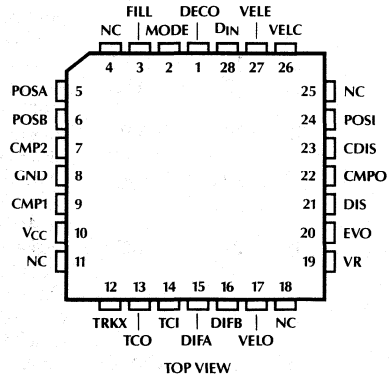 FILL DECO VELE
NC MODE DIN VELC
4 3 2 1 28 27 26
POSA 5 25 NC
POSB 6 24 POSI
CMP2 7 23 CDIS
GND 8 22 CMPO
CMP1 9 21 DIS
VCC 10 20 EVO
NC 11 19 VR
12 13 14 15 16 17 18
TRKX TCI DIFB NC
TCO DIFA VELO
TOP VIEW